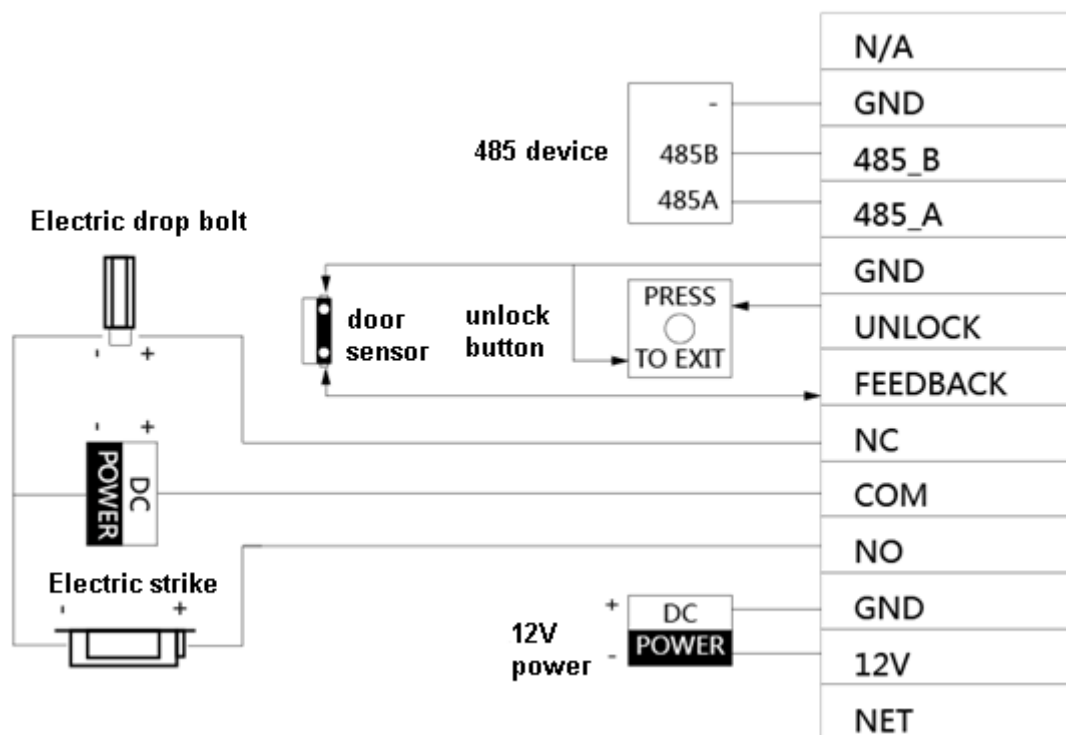 N/A
GND
485_B
485_A
GND
UNLOCK
FEEDBACK
NC
COM
NO
GND
12V
NET
485 device
-
485B
485A
Electric drop bolt
- +
door
sensor
unlock
button
PRESS
TO EXIT
- +
POWER
DC
Electric strike
- +
12V
power
+
-
DC
POWER